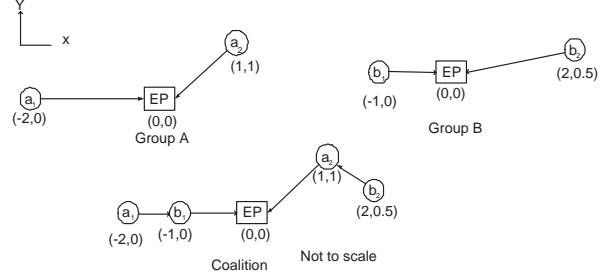 Y
x
a₁
(-2,0)
EP
(0,0)
a₂
(1,1)
Group A
b₁
(-1,0)
EP
(0,0)
b₂
(2,0.5)
Group B
a₁
(-2,0)
b₁
(-1,0)
EP
(0,0)
a₂
(1,1)
b₂
(2,0.5)
Coalition
Not to scale